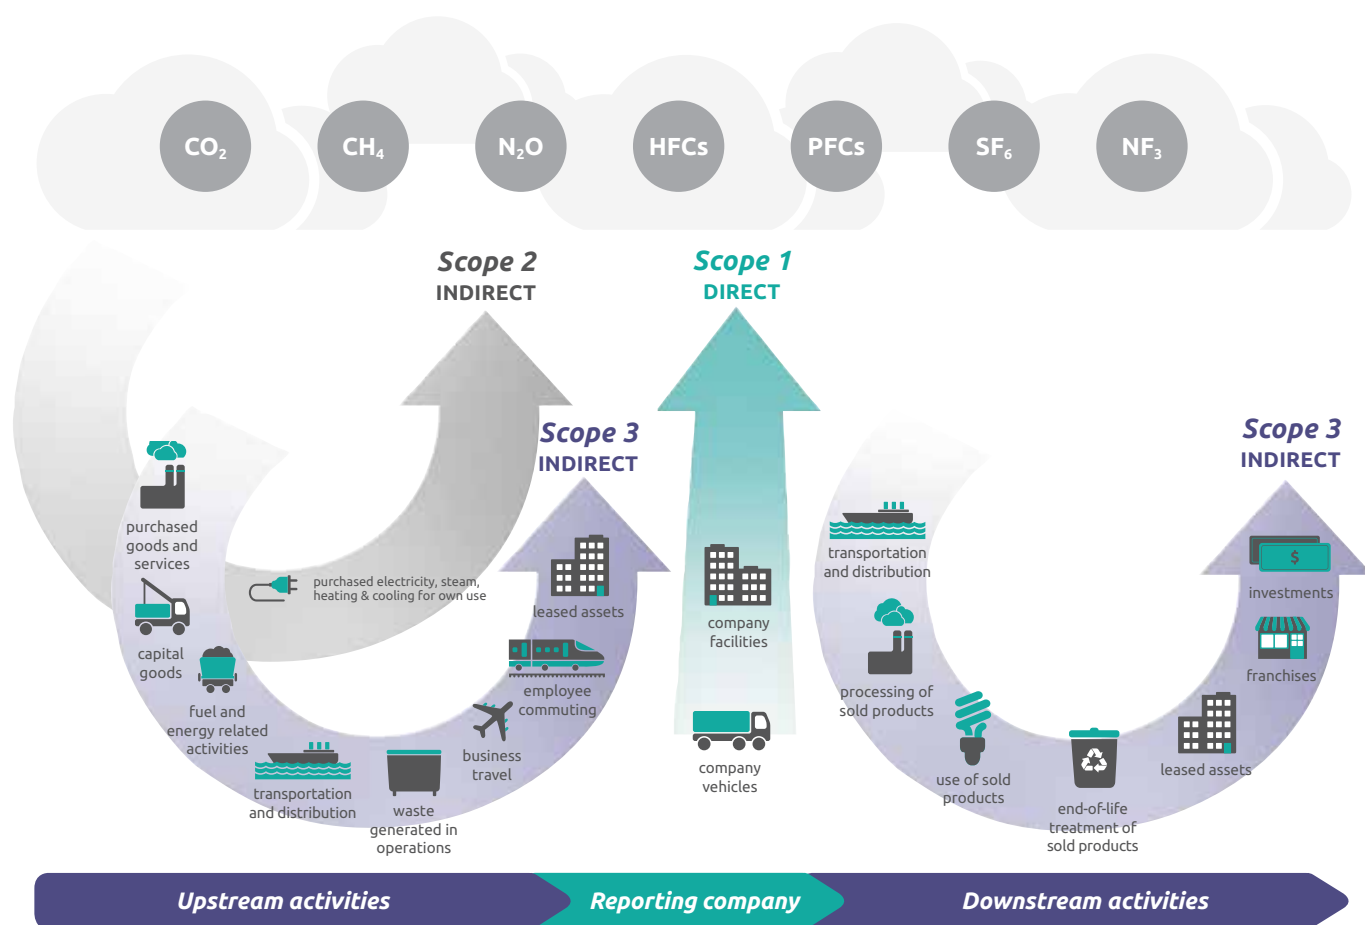 CO₂
CH₄
N₂O
HFCs
PFCs
SF₆
NF₃
Scope 2
INDIRECT
Scope 1
DIRECT
Scope 3
INDIRECT
Scope 3
INDIRECT
purchased
goods and
services
capital
goods
fuel and
energy related
activities
transportation
and distribution
waste
generated in
operations
business
travel
employee
commuting
leased assets
purchased electricity, steam,
heating & cooling for own use
company
facilities
company
vehicles
transportation
and distribution
processing of
sold products
use of sold
products
end-of-life
treatment of
sold products
leased assets
franchises
$
investments
Upstream activities
Reporting company
Downstream activities